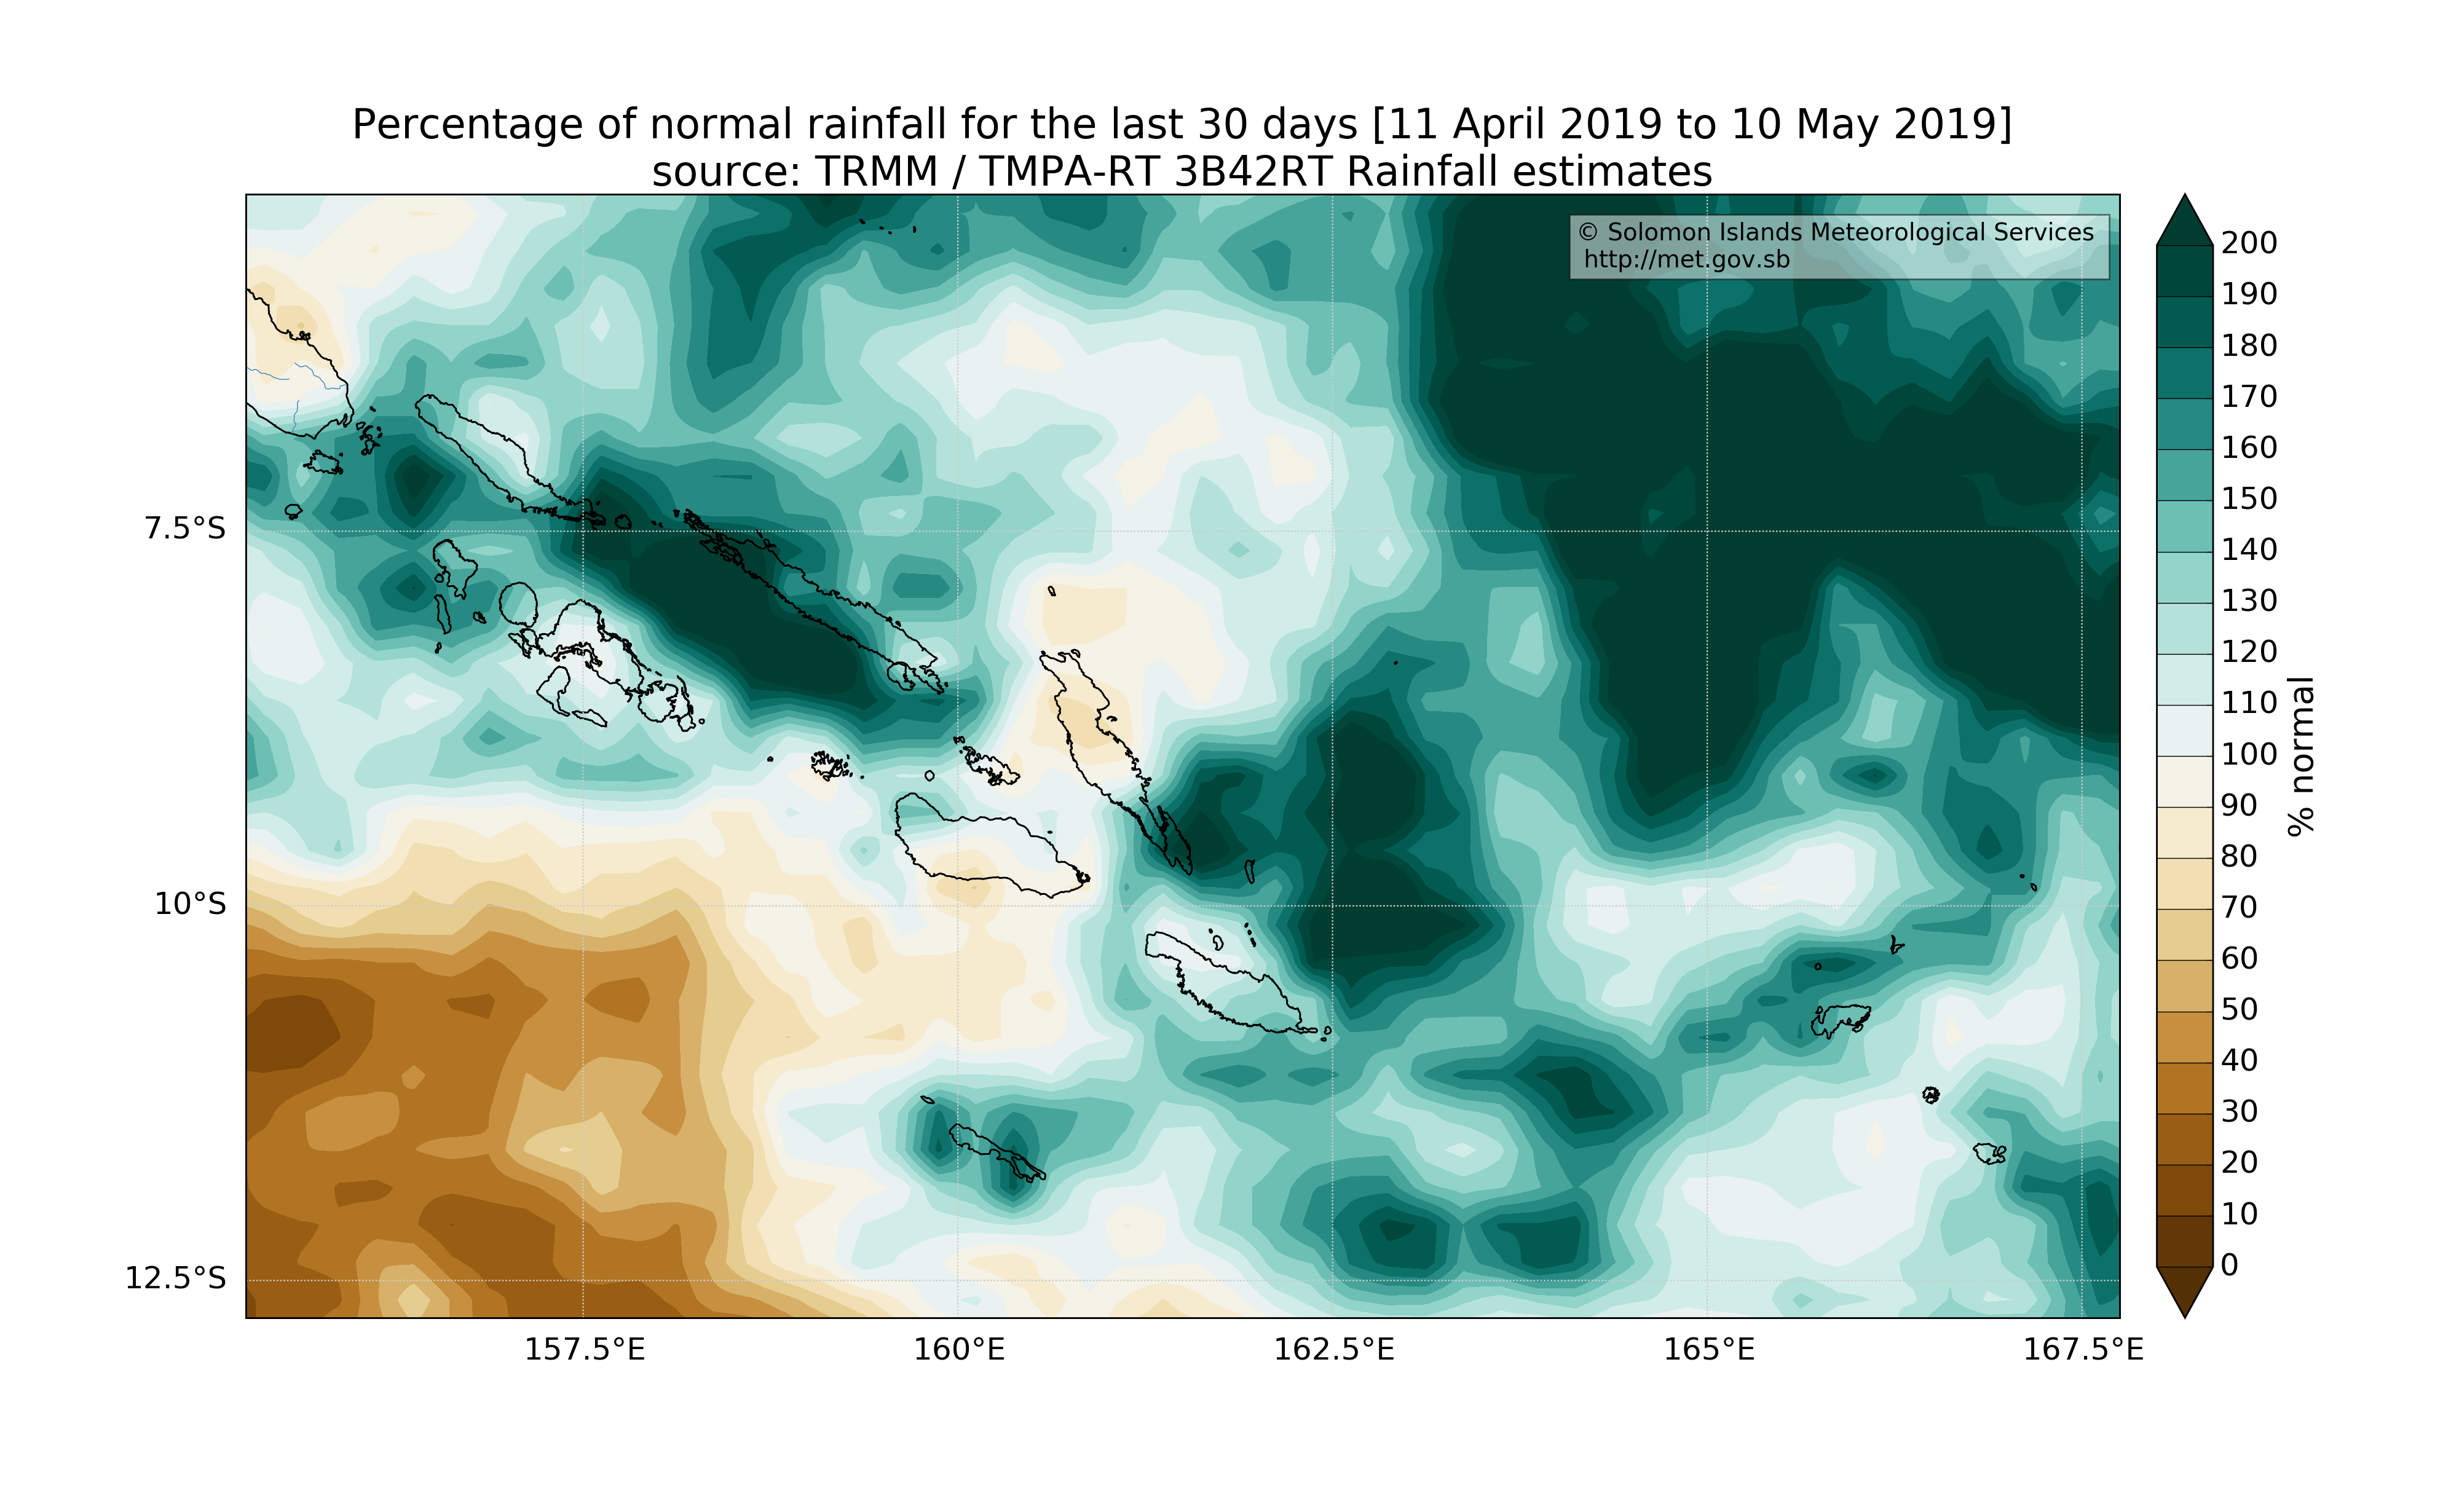 Percentage of normal rainfall for the last 30 days [11 April 2019 to 10 May 2019]
source: TRMM / TMPA-RT 3B42RT Rainfall estimates
© Solomon Islands Meteorological Services
http://met.gov.sb
7.5°S
10°S
12.5°S
157.5°E
160°E
162.5°E
165°E
167.5°E
200
190
180
170
160
150
140
130
120
110
100
90
80
70
60
50
40
30
20
10
0
% normal